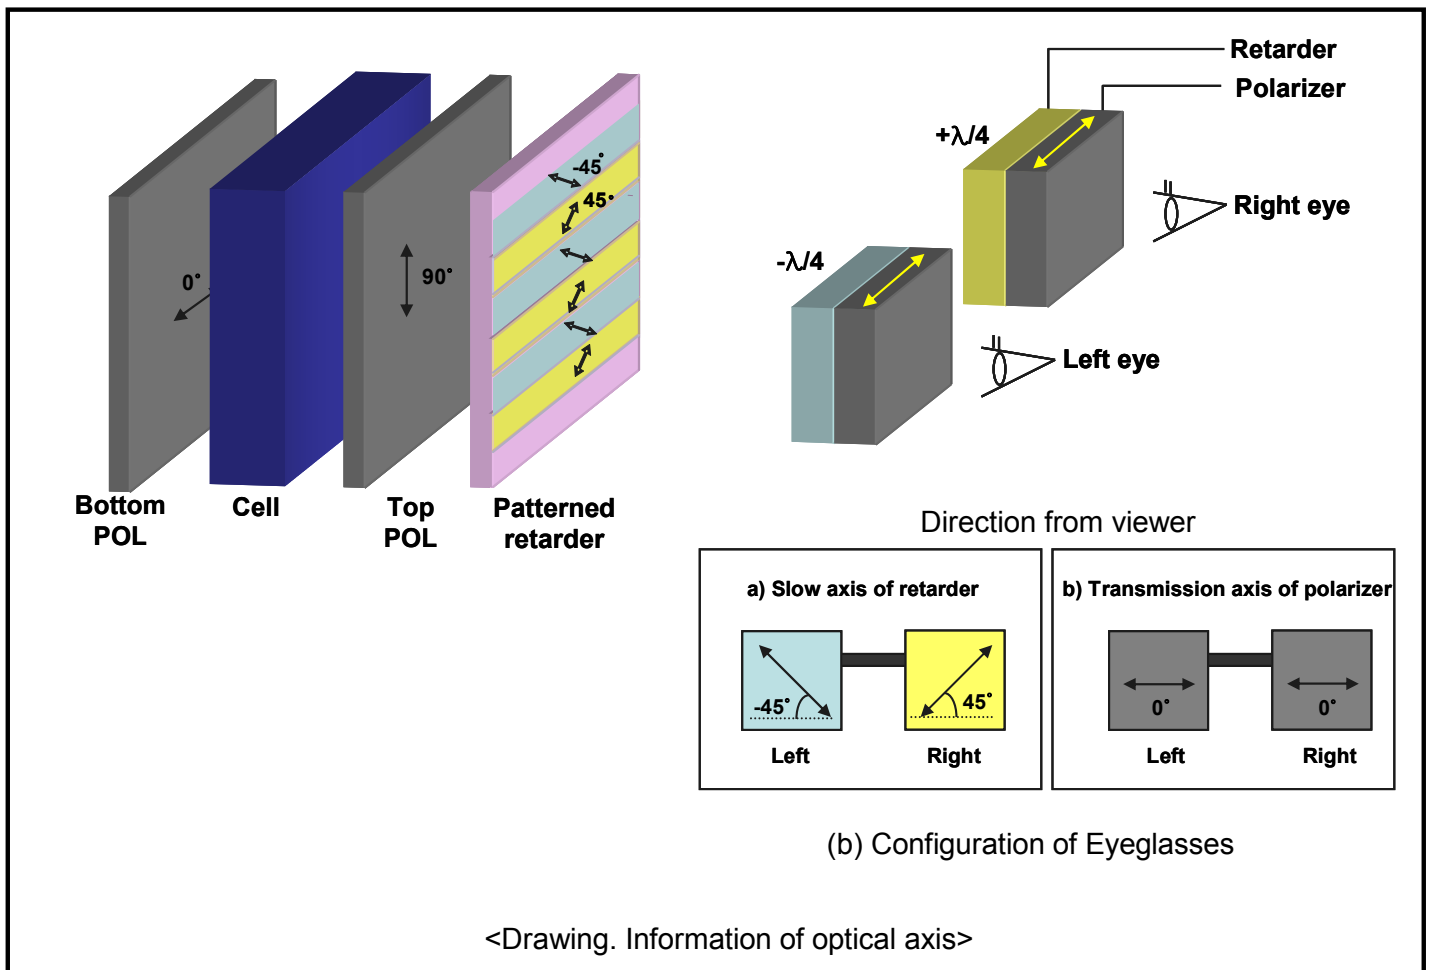 Retarder
Polarizer
+λ/4
-45˚
45˚
Right eye
-λ/4
0˚
90˚
Left eye
Bottom
POL
Cell
Top
POL
Patterned
retarder
Direction from viewer
a) Slow axis of retarder
-45˚
45˚
Left
Right
b) Transmission axis of polarizer
0˚
0˚
Left
Right
(b) Configuration of Eyeglasses
<Drawing. Information of optical axis>